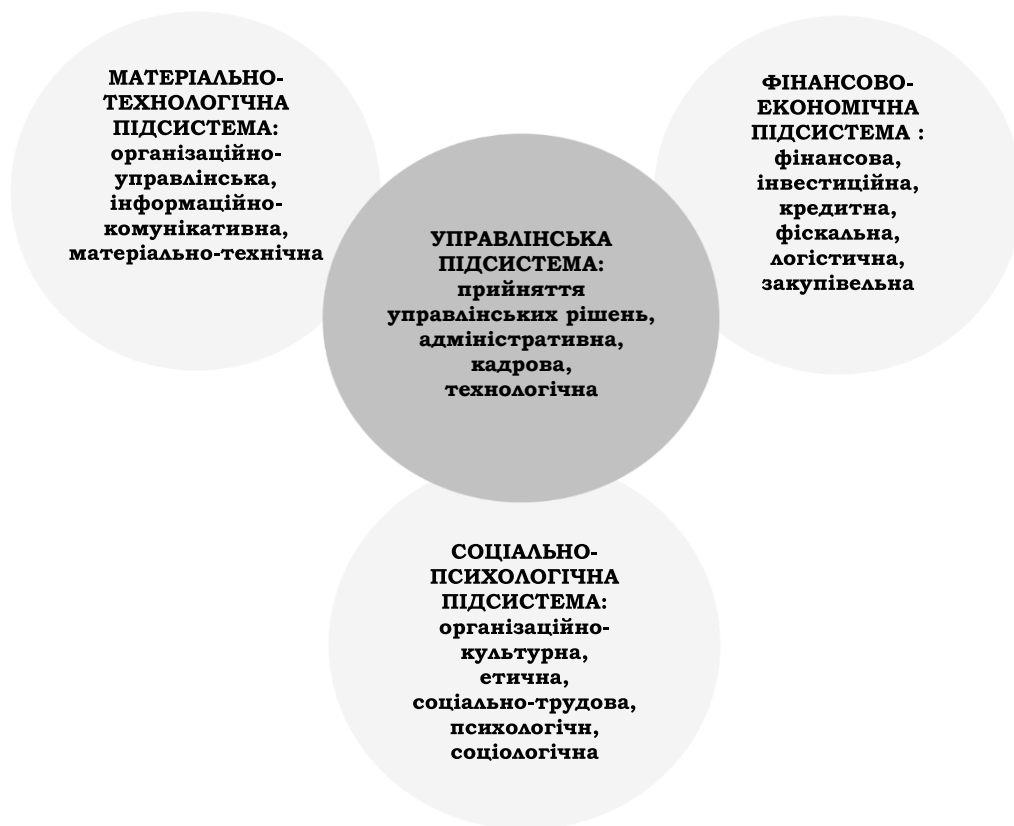 МАТЕРІАЛЬНО-
ТЕХНОЛОГІЧНА
ПІДСИСТЕМА:
організаційно-
управлінська,
інформаційно-
комунікативна,
матеріально-технічна
ФІНАНСОВО-
ЕКОНОМІЧНА
ПІДСИСТЕМА :
фінансова,
інвестиційна,
кредитна,
фіскальна,
логістична,
закупівельна
УПРАВЛІНСЬКА
ПІДСИСТЕМА:
прийняття
управлінських рішень,
адміністративна,
кадрова,
технологічна
СОЦІАЛЬНО-
ПСИХОЛОГІЧНА
ПІДСИСТЕМА:
організаційно-
культурна,
етична,
соціально-трудова,
психологічн,
соціологічна